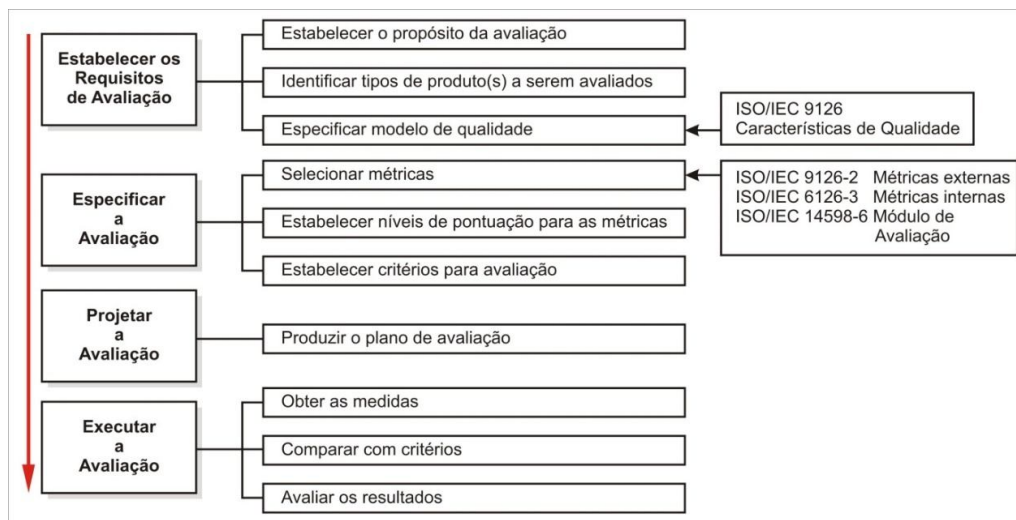 Estabelecer os
Requisitos
de Avaliação
Estabelecer o propósito da avaliação
Identificar tipos de produto(s) a serem avaliados
Especificar modelo de qualidade
ISO/IEC 9126
Características de Qualidade
Especificar
a
Avaliação
Selecionar métricas
Estabelecer níveis de pontuação para as métricas
Estabelecer critérios para avaliação
ISO/IEC 9126-2 Métricas externas
ISO/IEC 6126-3 Métricas internas
ISO/IEC 14598-6 Módulo de
Avaliação
Projetar
a
Avaliação
Produzir o plano de avaliação
Executar
a
Avaliação
Obter as medidas
Comparar com critérios
Avaliar os resultados